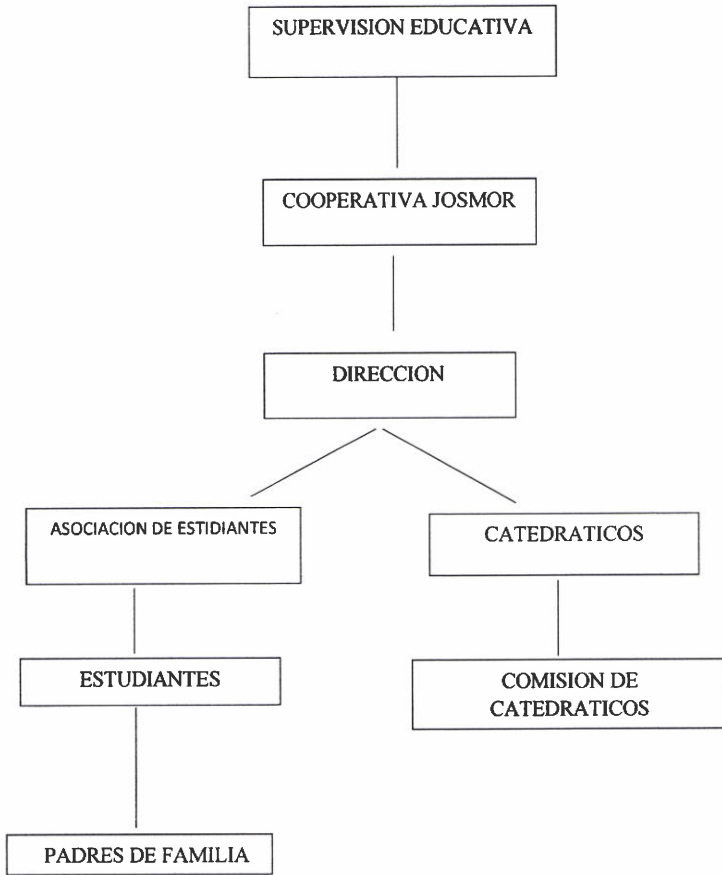 SUPERVISION EDUCATIVA
COOPERATIVA JOSMOR
DIRECCION
ASOCIACION DE ESTIDIANTES
CATEDRATICOS
ESTUDIANTES
COMISION DE
CATEDRATICOS
PADRES DE FAMILIA